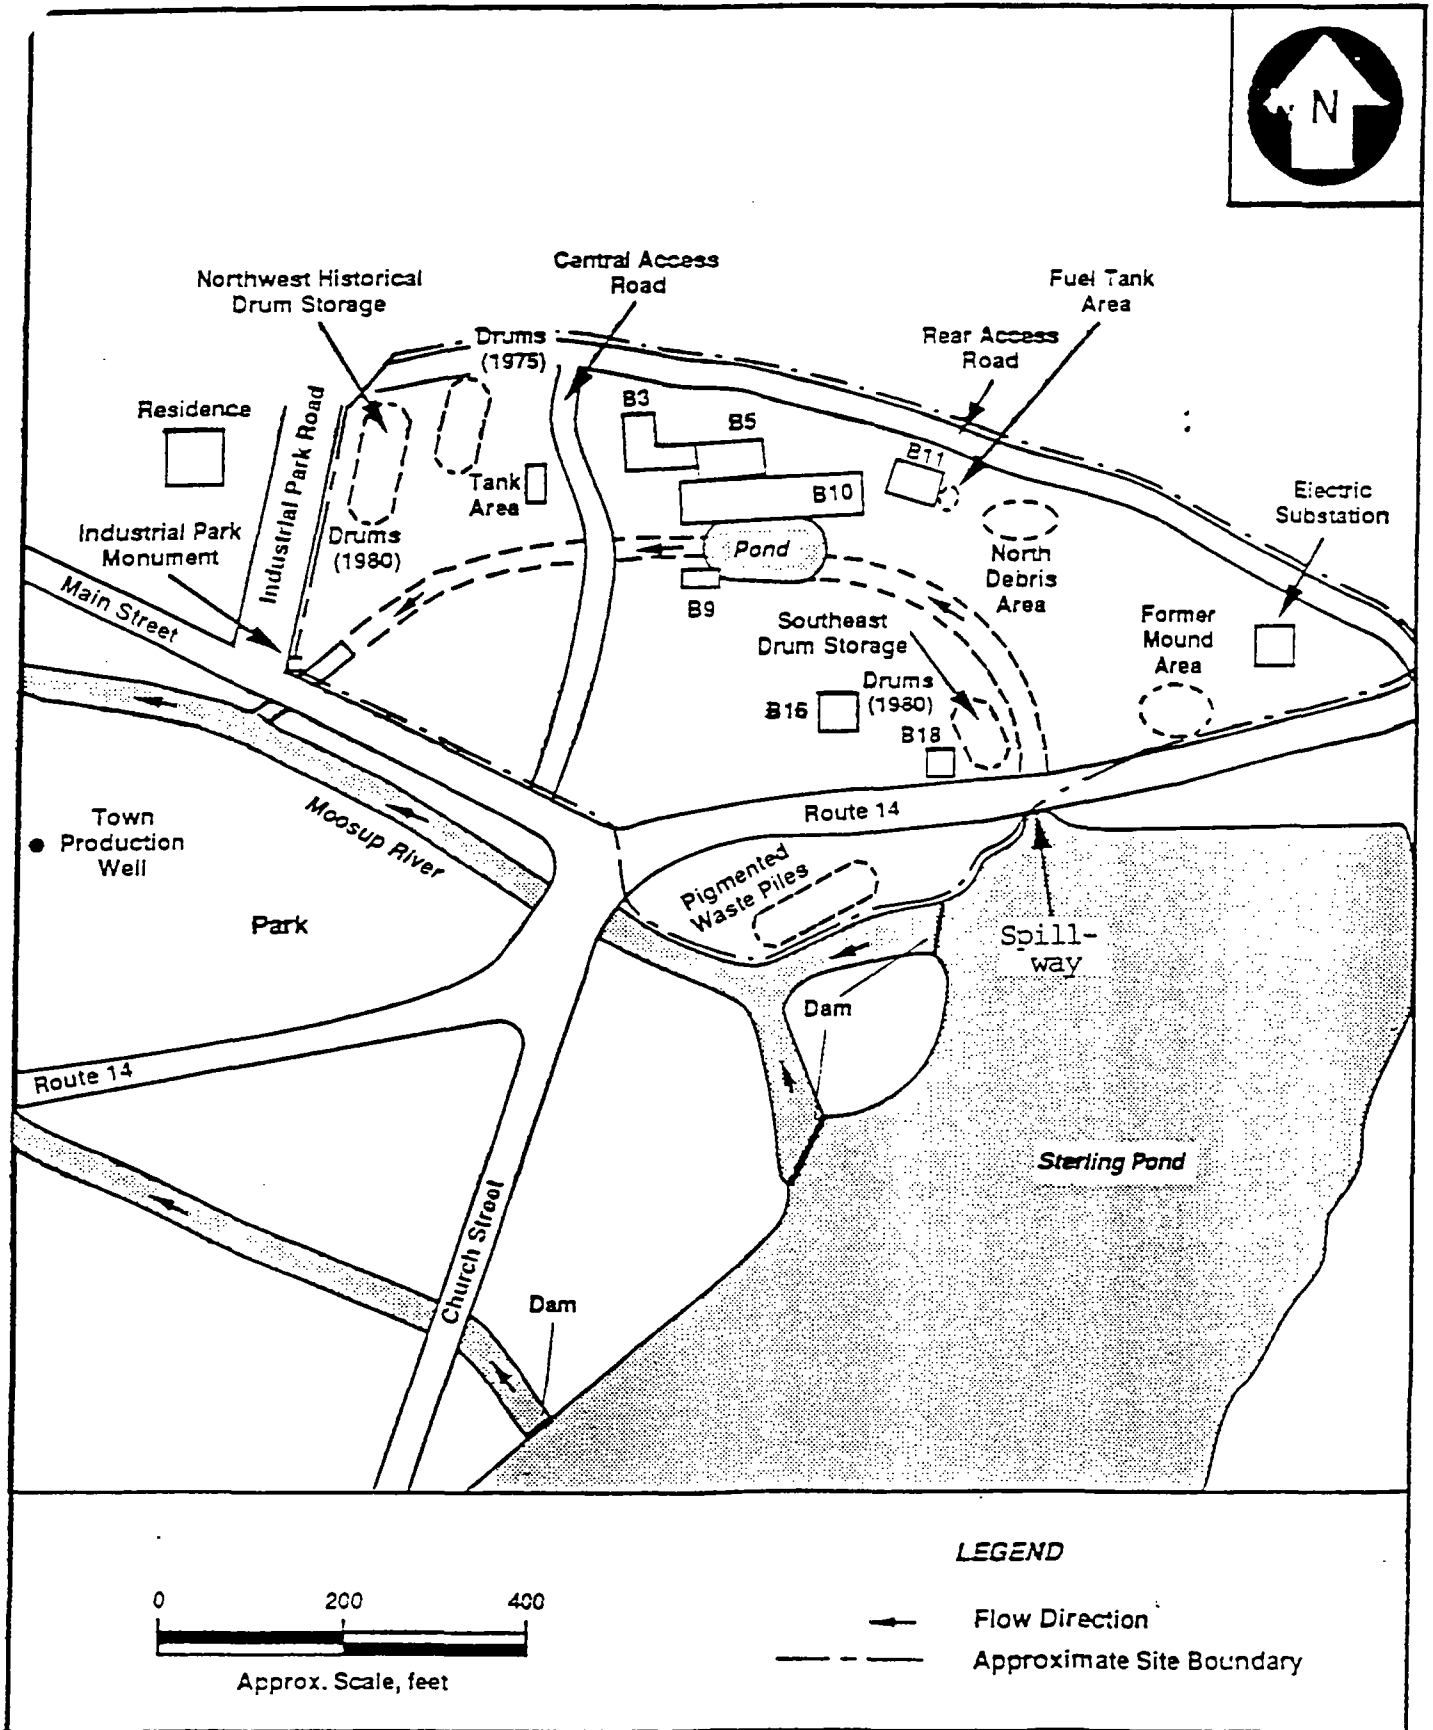 N
Northwest Historical
Drum Storage
Central Access
Road
Fuel Tank
Area
Rear Access
Road
Drums
(1975)
Residence
Industrial Park Road
B3
B5
B11
B10
Tank
Area
Electric
Substation
Industrial Park
Monument
Drums
(1980)
Pond
North
Debris
Area
Main Street
B9
Southeast
Drum Storage
Former
Mound
Area
Drums
(1980)
B16
B18
Route 14
Town
Production
Well
Moosup River
Pigmented
Waste Piles
Park
Spill-
way
Dam
Route 14
Sterling Pond
Church Street
Dam
LEGEND
0 200 400
Approx. Scale, feet
Flow Direction
Approximate Site Boundary